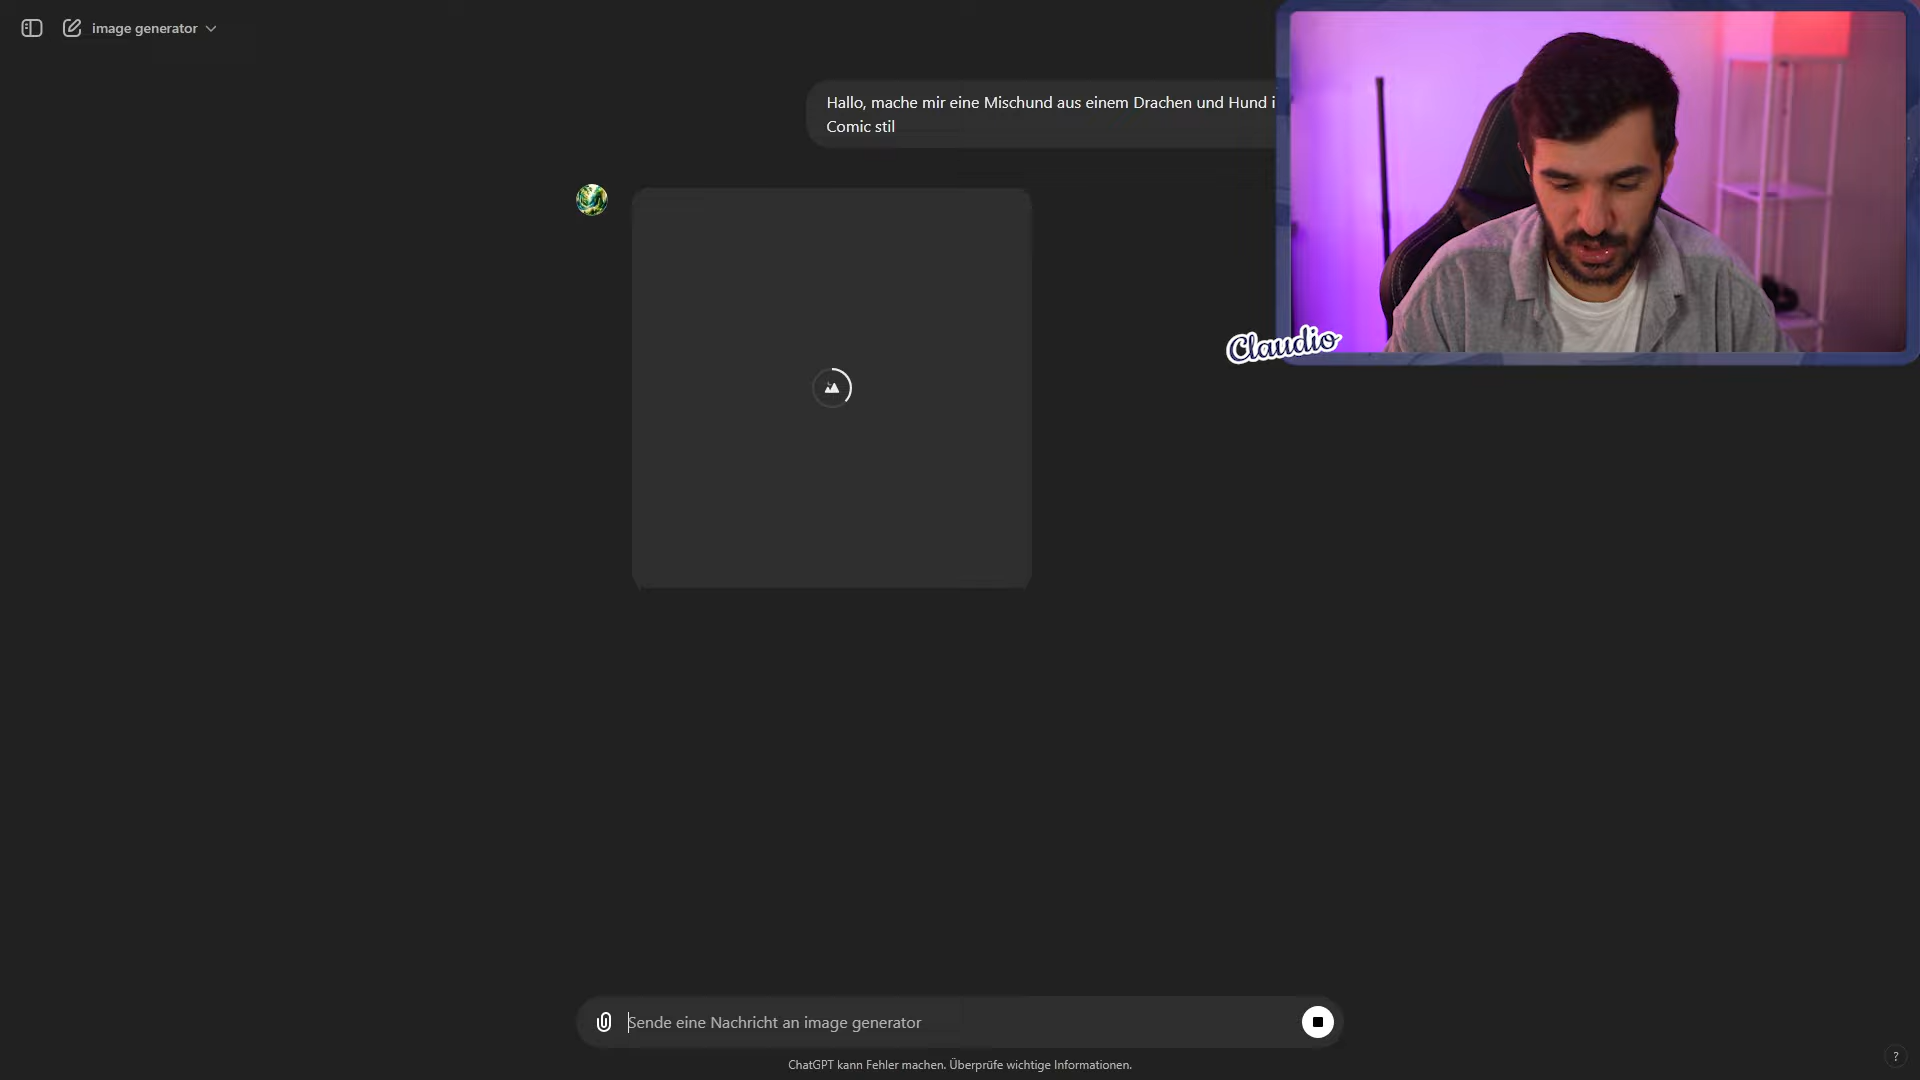 image generator
Hallo, mache mir eine Mischund aus einem Drachen und Hund i
Comic stil
Claudio
Sende eine Nachricht an image generator
ChatGPT kann Fehler machen. Überprüfe wichtige Informationen.
?